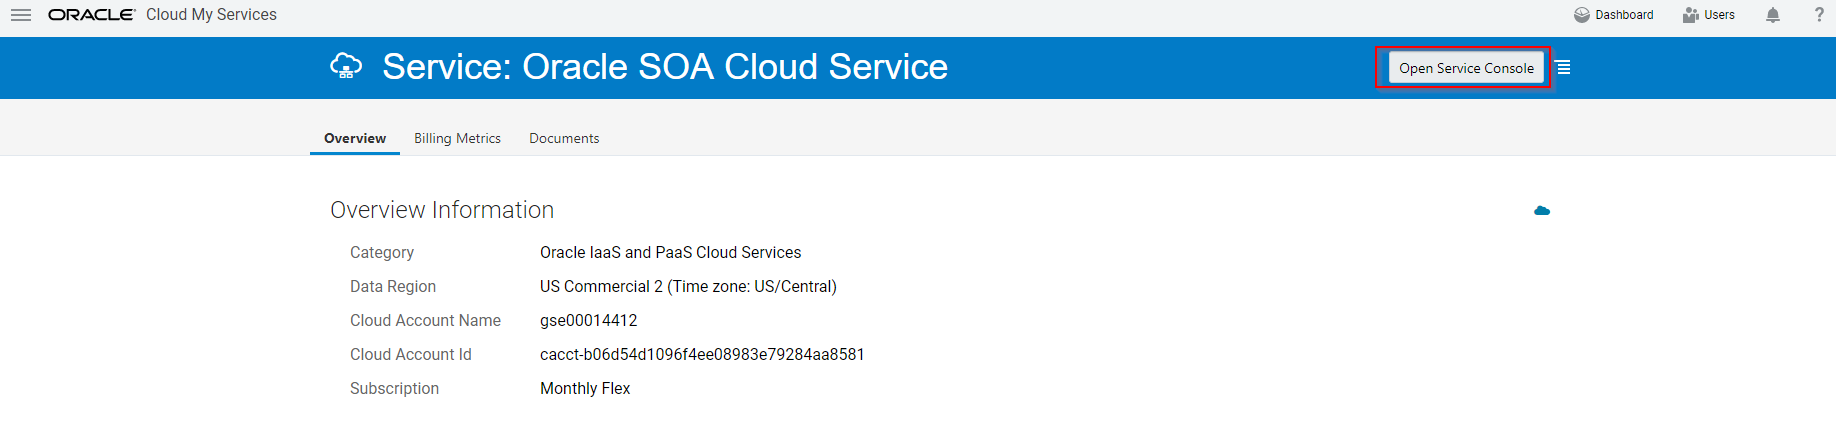 ORACLE Cloud My Services Dashboard Users ?
Service: Oracle SOA Cloud Service Open Service Console
Overview Billing Metrics Documents
Overview Information
Category Oracle IaaS and PaaS Cloud Services
Data Region US Commercial 2 (Time zone: US/Central)
Cloud Account Name gse00014412
Cloud Account Id cacct-b06d54d1096f4ee08983e79284aa8581
Subscription Monthly Flex